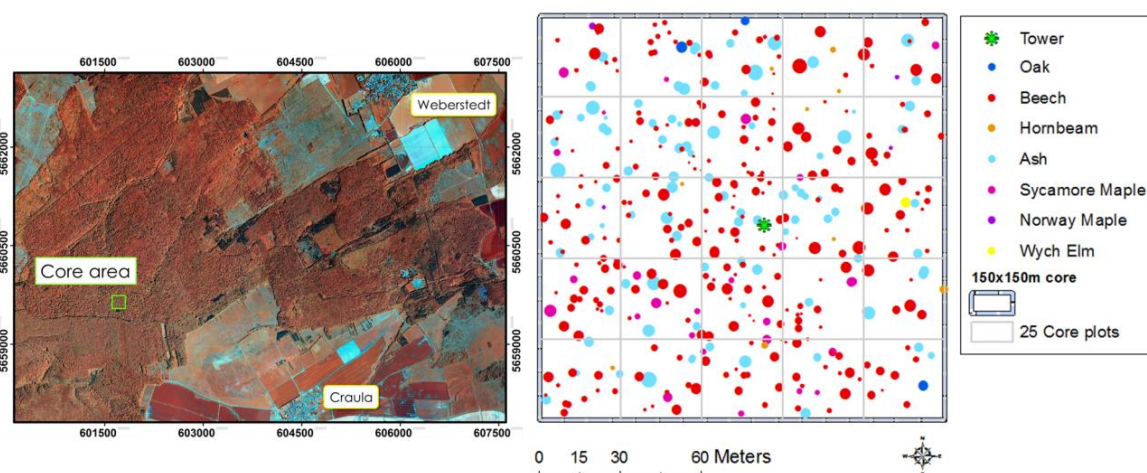 601500 603000 604500 606000 607500
Weberstedt
5662000
5660500
Core area
5659000
Craula
601500 603000 604500 606000 607500
5662000
5660500
5659000
Tower
Oak
Beech
Hornbeam
Ash
Sycamore Maple
Norway Maple
Wych Elm
150x150m core
25 Core plots
0 15 30 60 Meters